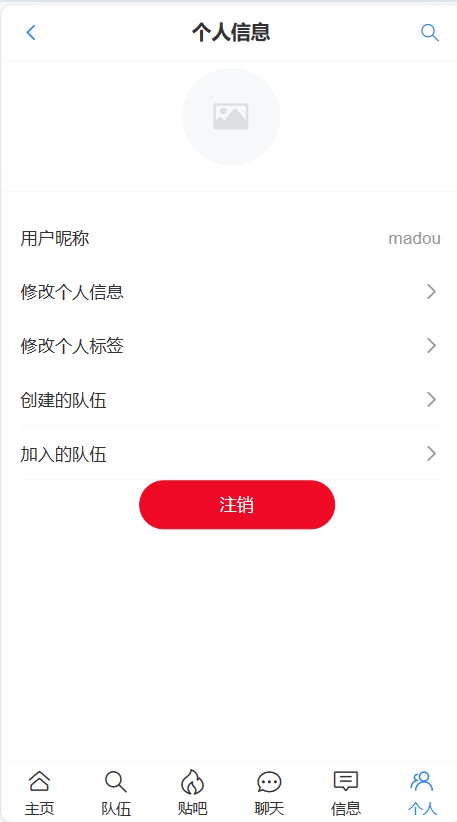 个人信息
用户昵称 madou
修改个人信息
修改个人标签
创建的队伍
加入的队伍
注销
主页 队伍 贴吧 聊天 信息 个人